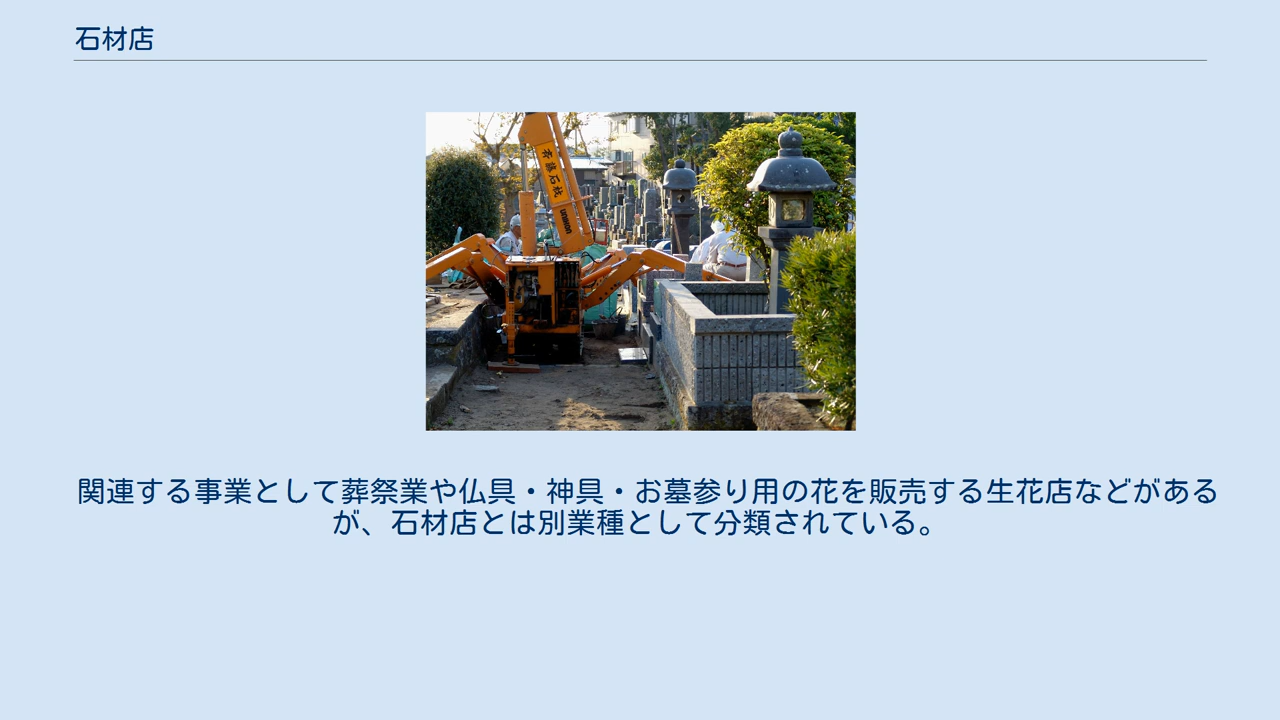 石材店
UNIHON
関連する事業として葬祭業や仏具・神具・お墓参り用の花を販売する生花店などがある
が、石材店とは別業種として分類されている。